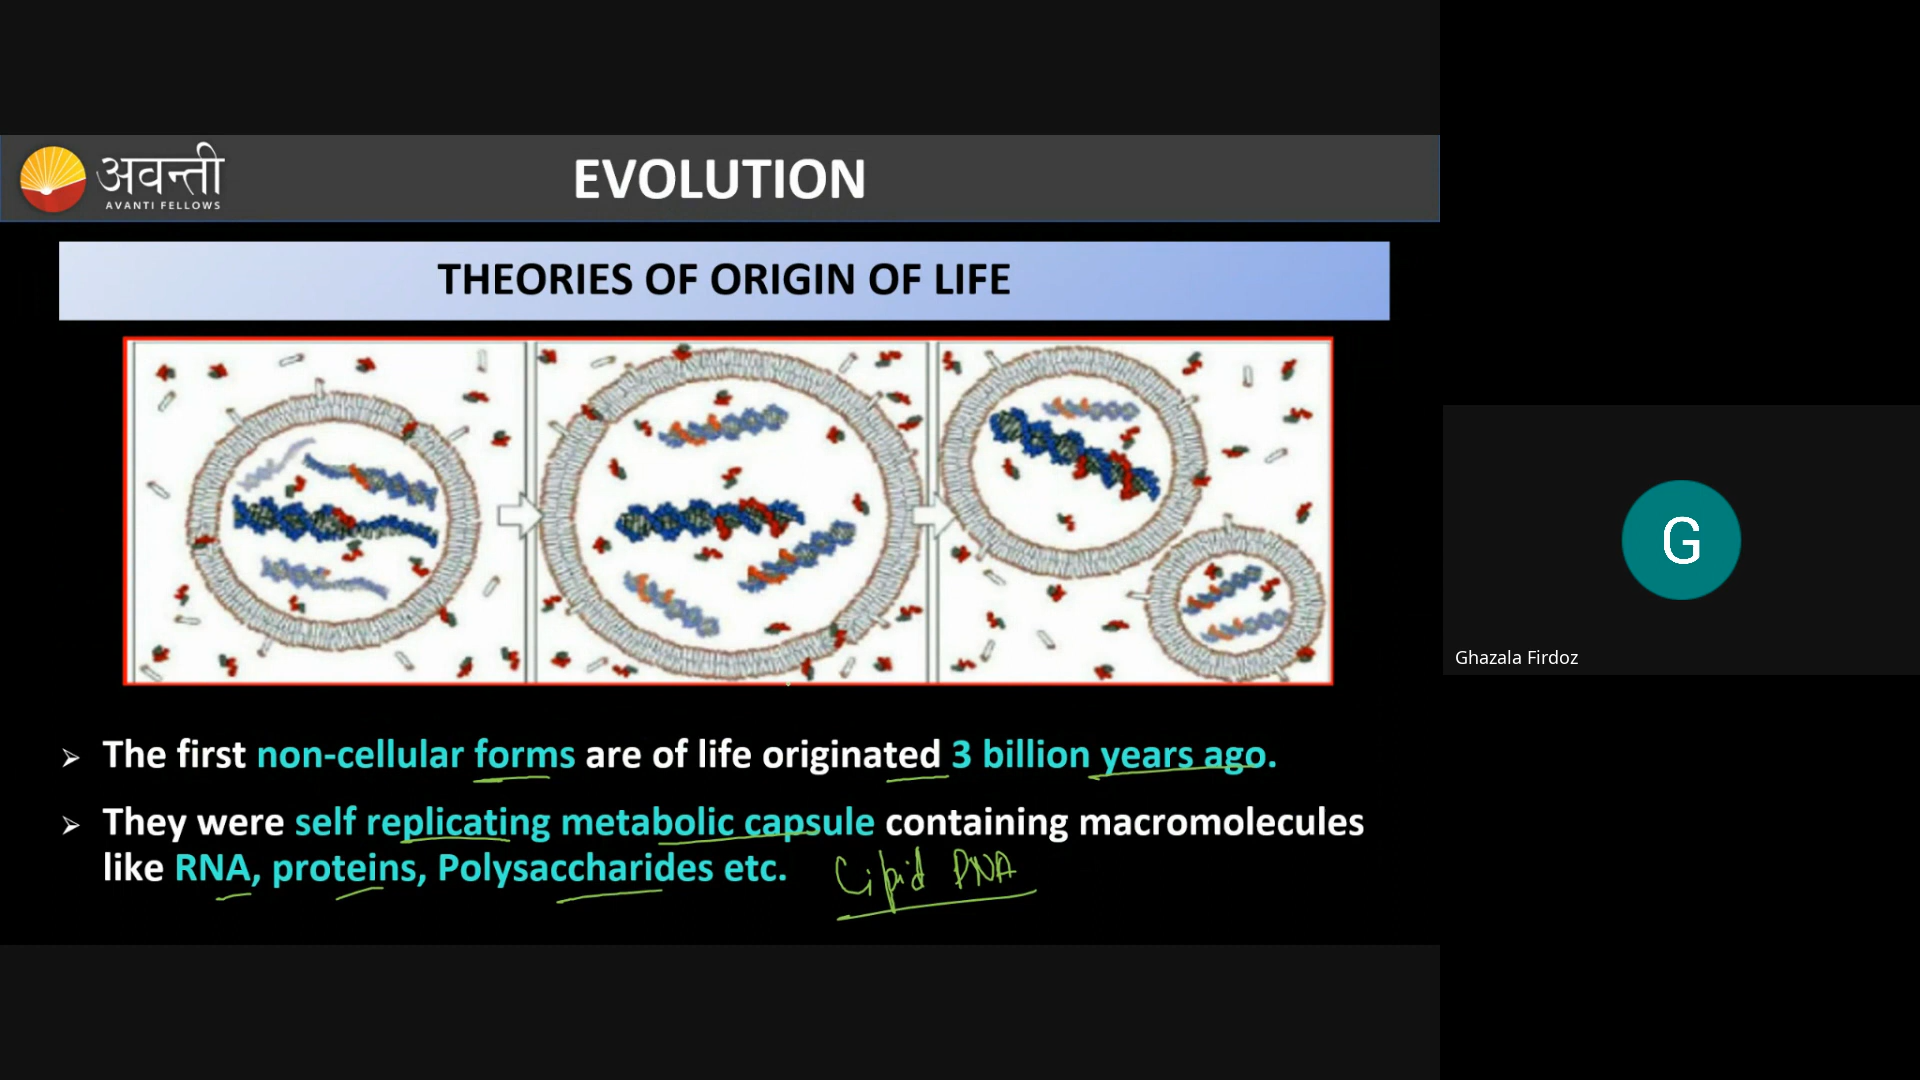 अवन्ती
AVANTI FELLOWS
EVOLUTION
THEORIES OF ORIGIN OF LIFE
The first non-cellular forms are of life originated 3 billion years ago.
They were self replicating metabolic capsule containing macromolecules
like RNA, proteins, Polysaccharides etc. Lipid DNA
G
Ghazala Firdoz